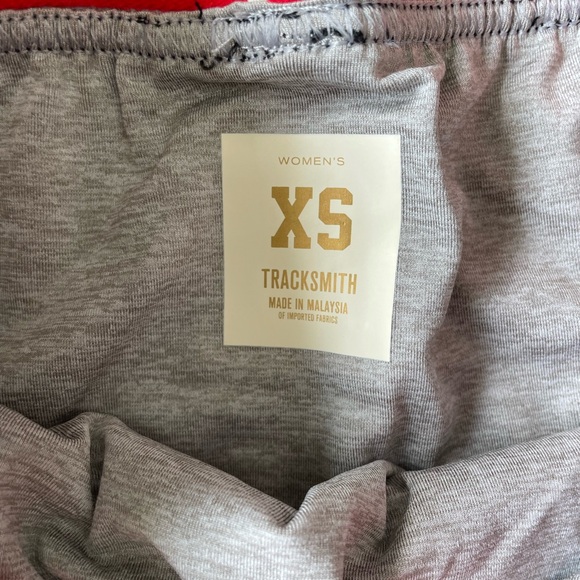 WOMEN'S
XS
TRACKSMITH
MADE IN MALAYSIA
OF IMPORTED FABRICS